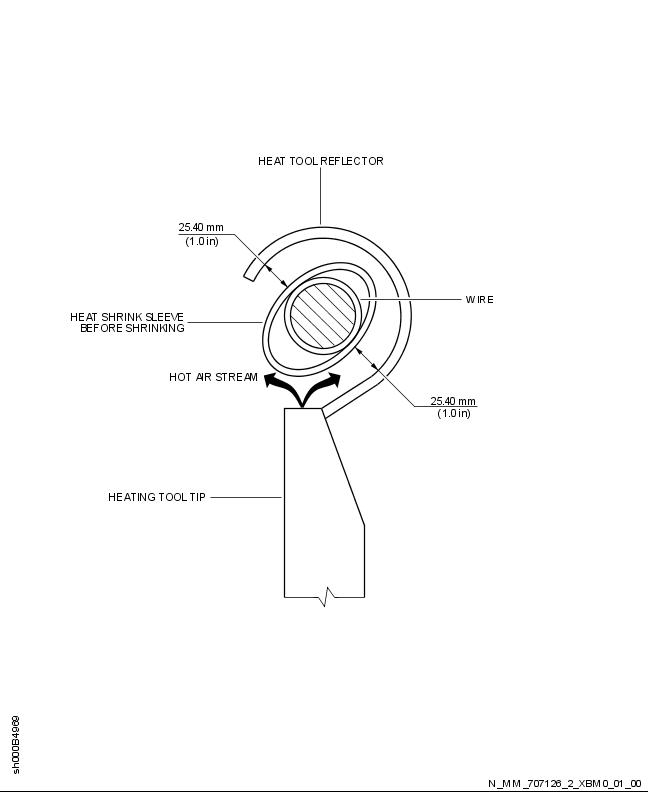 HEAT TOOL REFLECTOR
25.40 mm
(1.0 in)
WIRE
HEAT SHRINK SLEEVE
BEFORE SHRINKING
HOT AIR STREAM
25.40 mm
(1.0 in)
HEATING TOOL TIP
sh000B4969
N_MM_707126_2_XBM0_01_00